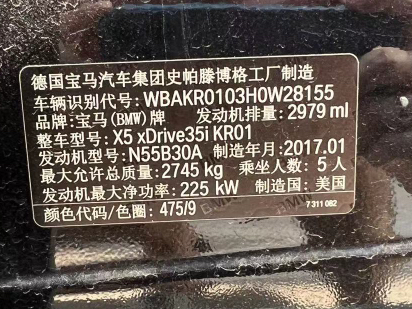 德国宝马汽车集团史帕滕博格工厂制造
车辆识别代号: WBAKR0103H0W28155
品牌: 宝马(BMW)牌 发动机排量: 2979 ml
整车型号: X5 xDrive35i KR01
发动机型号: N55B30A 制造年月: 2017.01
最大允许总质量: 2745 kg 乘坐人数: 5 人
发动机最大净功率: 225 kW 制造国: 美国
颜色代码/色圈: 475/9
7 311 082